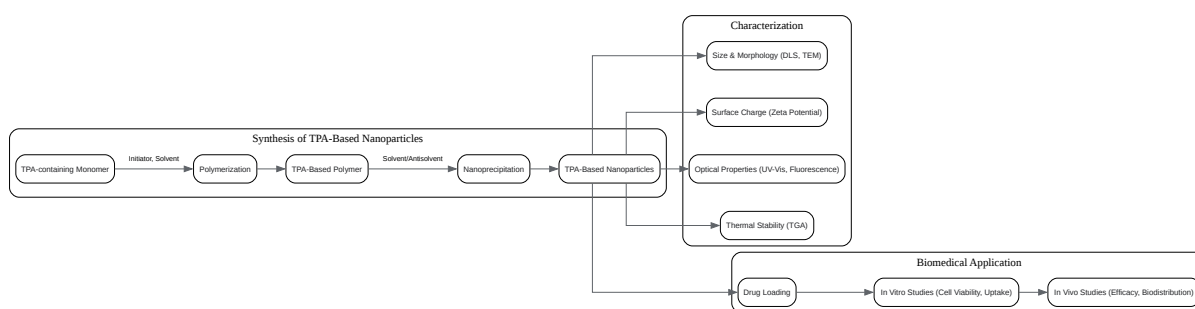 Characterization
Size & Morphology (DLS, TEM)
Surface Charge (Zeta Potential)
Synthesis of TPA-Based Nanoparticles
TPA-containing Monomer
Initiator, Solvent
Polymerization
TPA-Based Polymer
Solvent/Antisolvent
Nanoprecipitation
TPA-Based Nanoparticles
Optical Properties (UV-Vis, Fluorescence)
Thermal Stability (TGA)
Biomedical Application
Drug Loading
In Vitro Studies (Cell Viability, Uptake)
In Vivo Studies (Efficacy, Biodistribution)